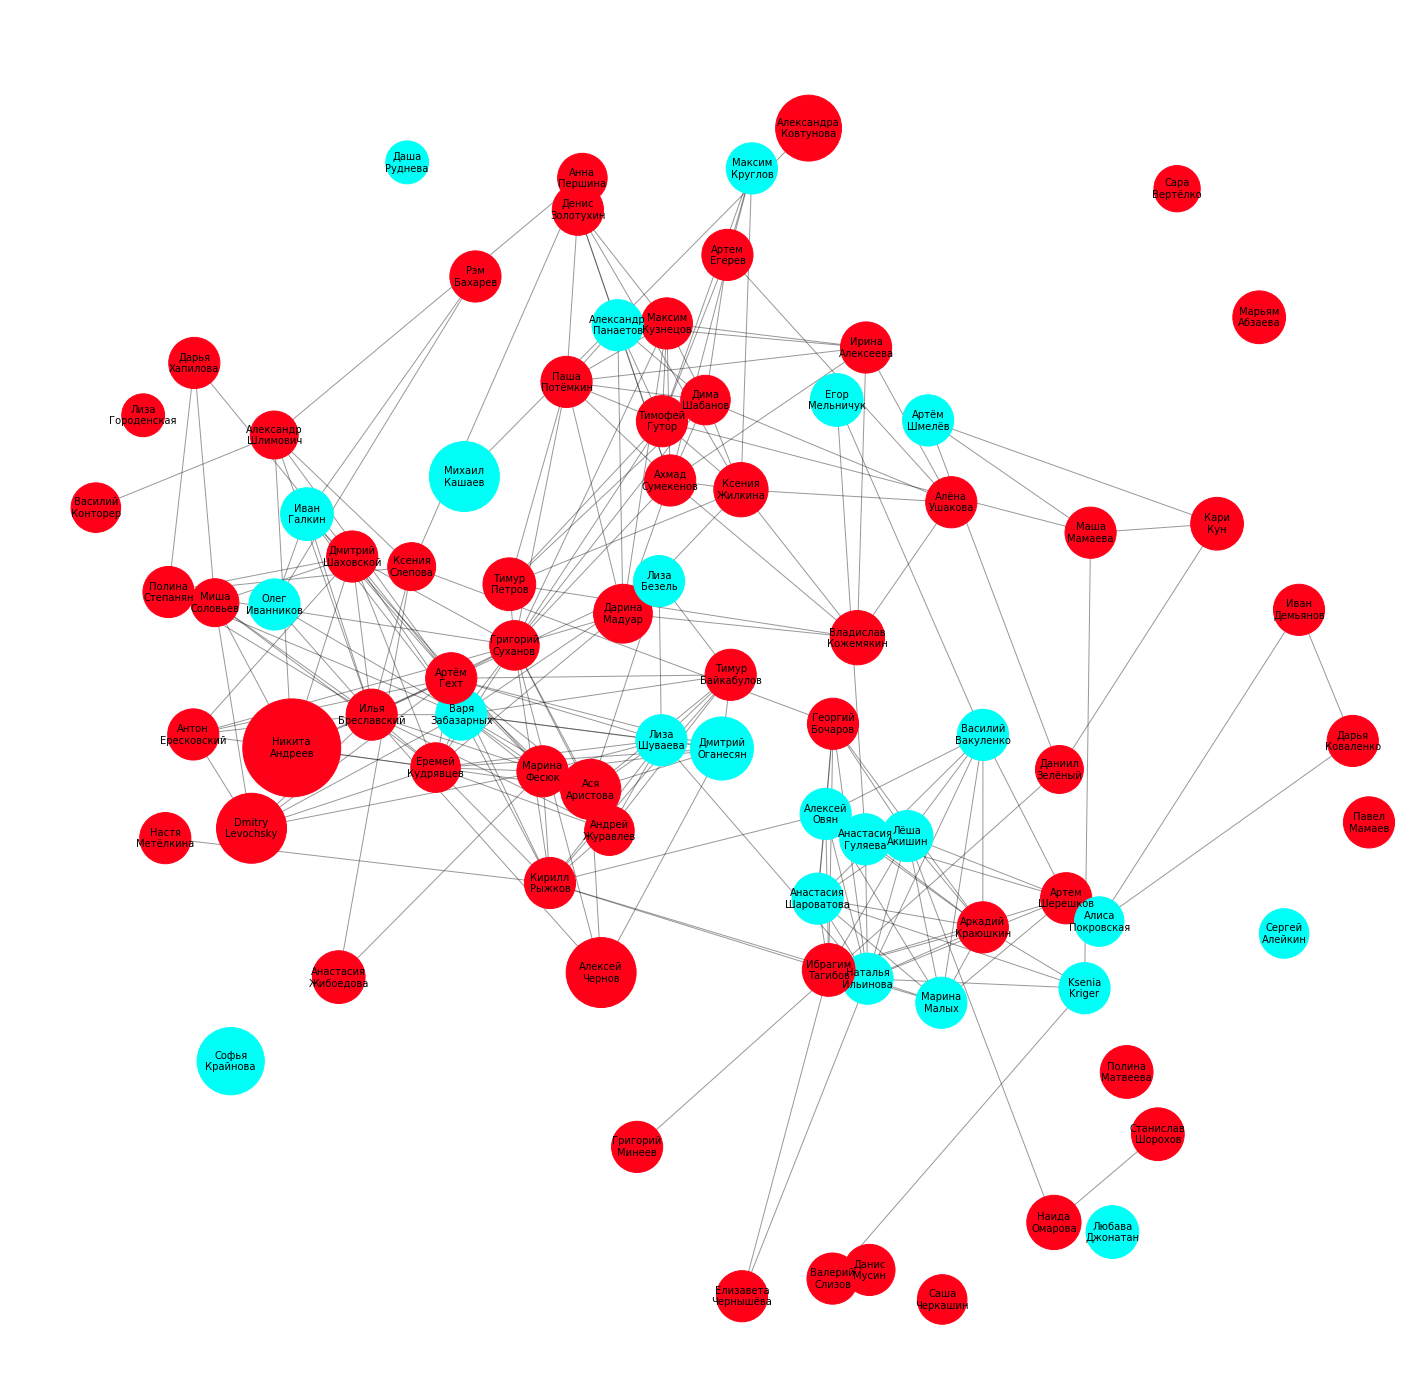 Александра
Ковтунова
Даша
Руднева
Максим
Круглов
Анна
Першина
Сара
Вертёлко
Денис
Золотухин
Артем
Егерев
Рэм
Бахарев
Марьям
Абзаева
Александр
Панаетов
Максим
Кузнецов
Ирина
Алексеева
Дарья
Хапилова
Паша
Потёмкин
Дима
Шабанов
Егор
Мельничук
Лиза
Городенская
Тимофей
Гутор
Артём
Шмелёв
Александр
Шлимович
Михаил
Кашаев
Ахмад
Сумекенов
Ксения
Жилкина
Алёна
Ушакова
Василий
Конторер
Иван
Галкин
Кари
Кун
Маша
Мамаева
Дмитрий
Шаховской
Ксения
Слепова
Лиза
Безель
Тимур
Петров
Полина
Степанян
Миша
Соловьев
Олег
Иванников
Дарина
Мадуар
Иван
Демьянов
Владислав
Кожемякин
Григорий
Суханов
Артём
Гехт
Тимур
Байкабулов
Илья
Бреславский
Варя
Забазарных
Георгий
Бочаров
Антон
Ересковский
Никита
Андреев
Лиза
Шуваева
Дмитрий
Оганесян
Василий
Вакуленко
Дарья
Коваленко
Еремей
Кудрявцев
Марина
Фесюк
Даниил
Зелёный
Ася
Аристова
Алексей
Овян
Павел
Мамаев
Dmitry
Levochsky
Настя
Метёлкина
Андрей
Журавлев
Анастасия
Гуляева
Лёша
Акишин
Кирилл
Рыжков
Анастасия
Шароватова
Артем
Шерешков
Алиса
Покровская
Аркадий
Краюшкин
Сергей
Алейкин
Анастасия
Жибоедова
Алексей
Чернов
Ибрагим
Тагибов
Наталья
Ильинова
Марина
Малых
Ksenia
Kriger
Софья
Крайнова
Полина
Матвеева
Григорий
Минеев
Станислав
Шорохов
Наида
Омарова
Любава
Джонатан
Валерий
Слизов
Данис
Мусин
Елизавета
Чернышёва
Саша
Черкашин